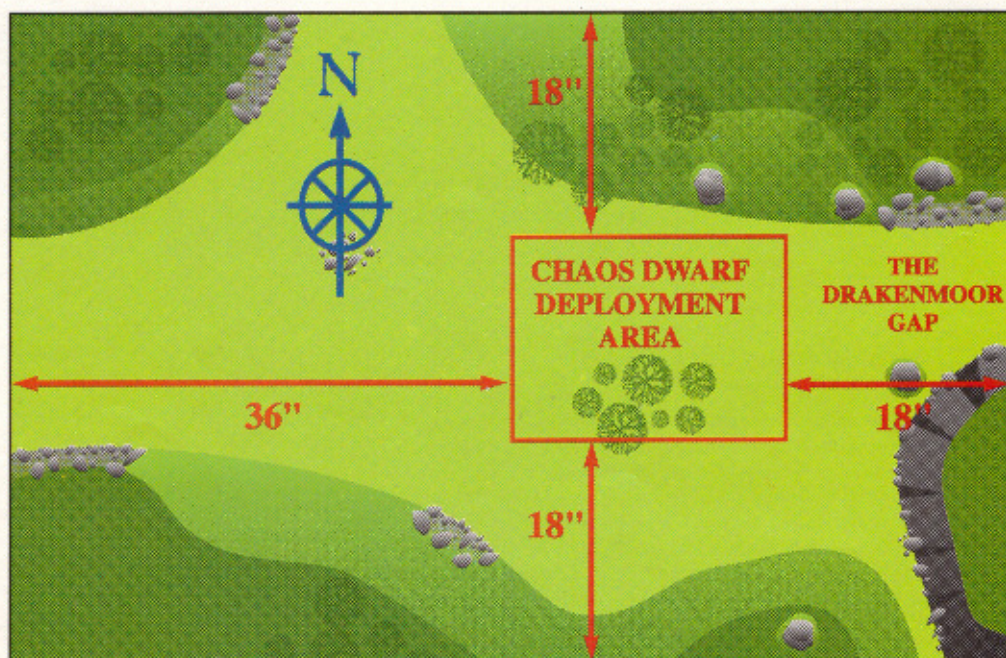 18"
N
CHAOS DWARF
DEPLOYMENT
AREA
THE
DRAKENMOOR
GAP
36"
18"
18"